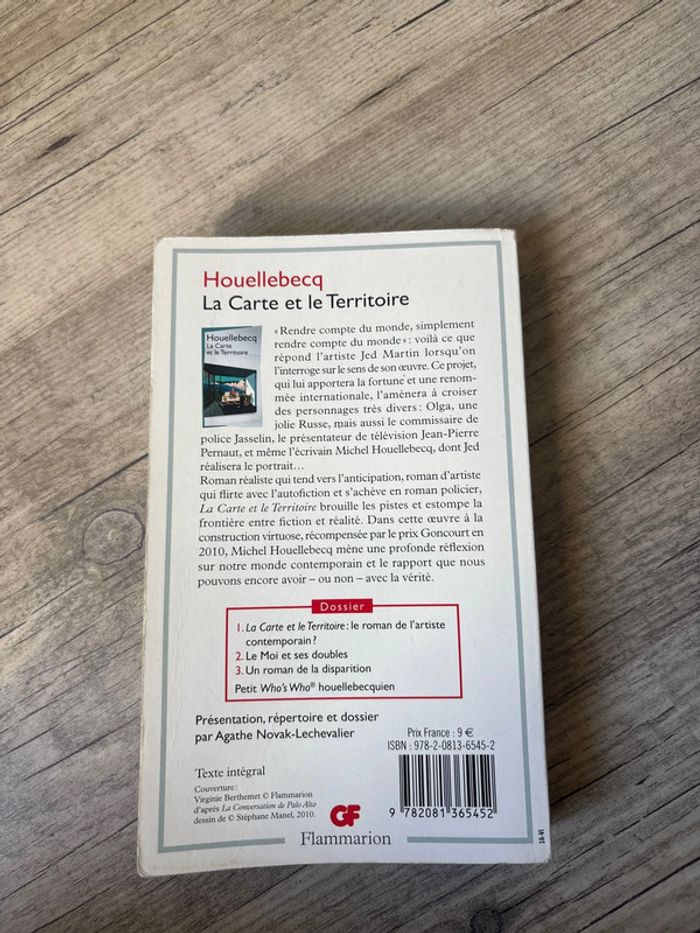 Houellebecq
La Carte et le Territoire
Houellebecq
La Carte
et le Territoire
« Rendre compte du monde, simplement
rendre compte du monde » : voilà ce que
répond l'artiste Jed Martin lorsqu'on
l'interroge sur le sens de son œuvre. Ce projet,
qui lui apportera la fortune et une renom-
mée internationale, l'amènera à croiser
des personnages très divers : Olga, une
jolie Russe, mais aussi le commissaire de
police Jasselin, le présentateur de télévision Jean-Pierre
Pernaut, et même l'écrivain Michel Houellebecq, dont Jed
réalisera le portrait…
Roman réaliste qui tend vers l'anticipation, roman d'artiste
qui flirte avec l'autofiction et s'achève en roman policier,
La Carte et le Territoire brouille les pistes et estompe la
frontière entre fiction et réalité. Dans cette œuvre à la
construction virtuose, récompensée par le prix Goncourt en
2010, Michel Houellebecq mène une profonde réflexion
sur notre monde contemporain et le rapport que nous
pouvons encore avoir – ou non – avec la vérité.
Dossier
1. La Carte et le Territoire : le roman de l'artiste
contemporain ?
2. Le Moi et ses doubles
3. Un roman de la disparition
Petit Who's Who® houellebecquien
Présentation, répertoire et dossier
par Agathe Novak-Lechevalier
Texte intégral
Couverture :
Virginie Berthemet © Flammarion
d'après La Conversation de Palo Alto
dessin de © Stéphane Manel, 2010.
GF
Flammarion
Prix France : 9 €
ISBN : 978-2-0813-6545-2
9 782081 365452
16-VI